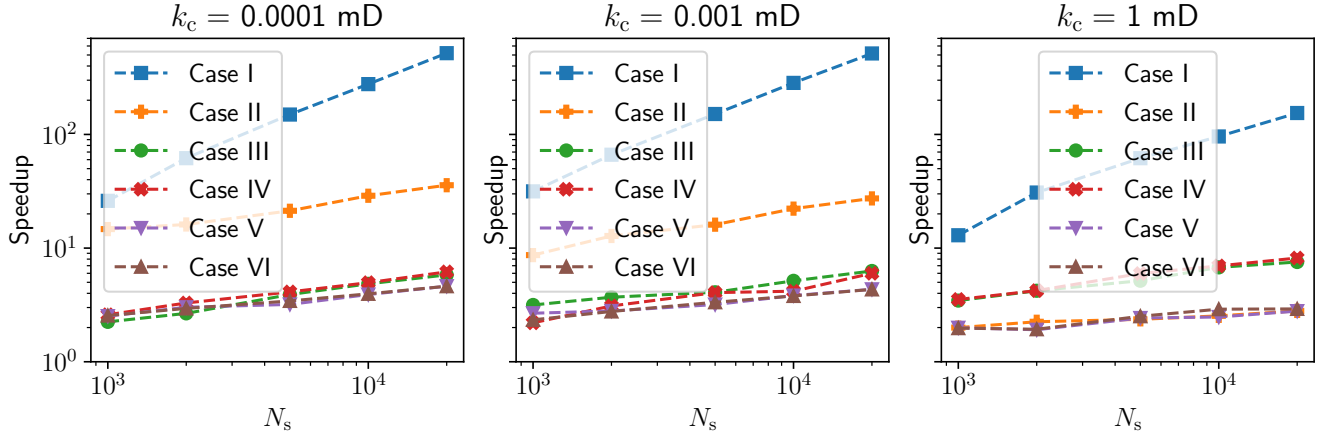 k_c = 0.0001 mD
Speedup
10^2
10^1
10^0
10^3
10^4
N_s
Case I
Case II
Case III
Case IV
Case V
Case VI
k_c = 0.001 mD
Speedup
10^3
10^4
N_s
Case I
Case II
Case III
Case IV
Case V
Case VI
k_c = 1 mD
Speedup
10^3
10^4
N_s
Case I
Case II
Case III
Case IV
Case V
Case VI